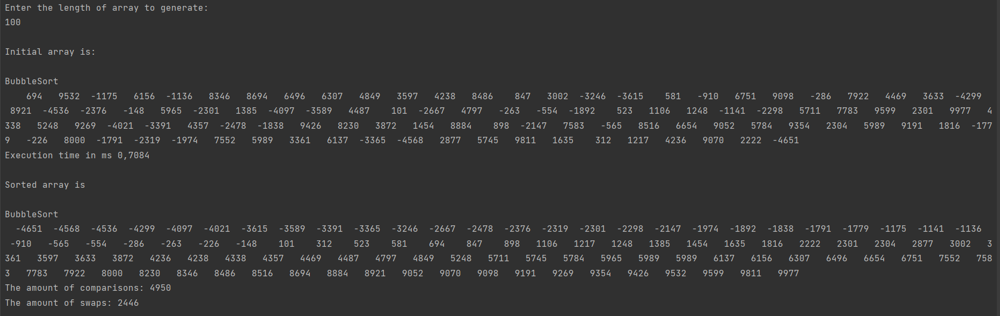 Enter the length of array to generate:
100
Initial array is:
BubbleSort
694 9532 -1175 6156 -1136 8346 8694 6496 6307 4849 3597 4238 8486 847 3002 -3246 -3615 581 -910 6751 9098 -286 7922 4469 3633 -4299
8921 -4536 -2376 -148 5965 -2301 1385 -4097 -3589 4487 101 -2667 4797 -263 -554 -1892 523 1106 1248 -1141 -2298 5711 7783 9599 2301 9977 4
338 5248 9269 -4021 -3391 4357 -2478 -1838 9426 8230 3872 1454 8884 898 -2147 7583 -565 8516 6654 9052 5784 9354 2304 5989 9191 1816 -177
9 -226 8000 -1791 -2319 -1974 7552 5989 3361 6137 -3365 -4568 2877 5745 9811 1635 312 1217 4236 9070 2222 -4651
Execution time in ms 0,7084
Sorted array is
BubbleSort
-4651 -4568 -4536 -4299 -4097 -4021 -3615 -3589 -3391 -3365 -3246 -2667 -2478 -2376 -2319 -2301 -2298 -2147 -1974 -1892 -1838 -1791 -1779 -1175 -1141 -1136
-910 -565 -554 -286 -263 -226 -148 101 312 523 581 694 847 898 1106 1217 1248 1385 1454 1635 1816 2222 2301 2304 2877 3002 3
361 3597 3633 3872 4236 4238 4338 4357 4469 4487 4797 4849 5248 5711 5745 5784 5965 5989 5989 6137 6156 6307 6496 6654 6751 7552 758
3 7783 7922 8000 8230 8346 8486 8516 8694 8884 8921 9052 9070 9098 9191 9269 9354 9426 9532 9599 9811 9977
The amount of comparisons: 4950
The amount of swaps: 2446